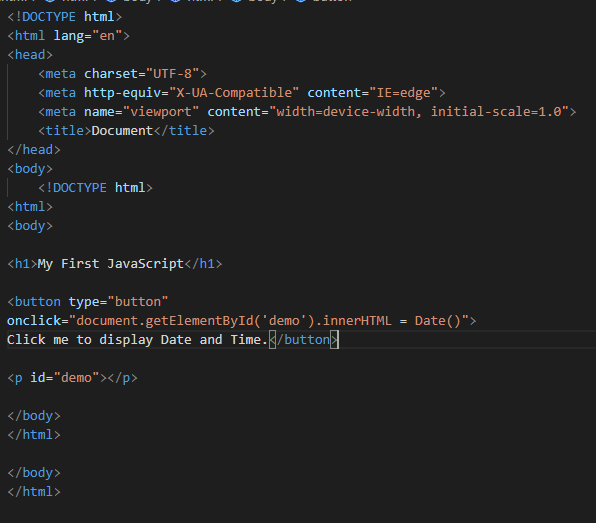 <!DOCTYPE html>
<html lang="en">
<head>
    <meta charset="UTF-8">
    <meta http-equiv="X-UA-Compatible" content="IE=edge">
    <meta name="viewport" content="width=device-width, initial-scale=1.0">
    <title>Document</title>
</head>
<body>
    <!DOCTYPE html>
<html>
<body>

<h1>My First JavaScript</h1>

<button type="button"
onclick="document.getElementById('demo').innerHTML = Date()">
Click me to display Date and Time.</button>

<p id="demo"></p>

</body>
</html>

</body>
</html>